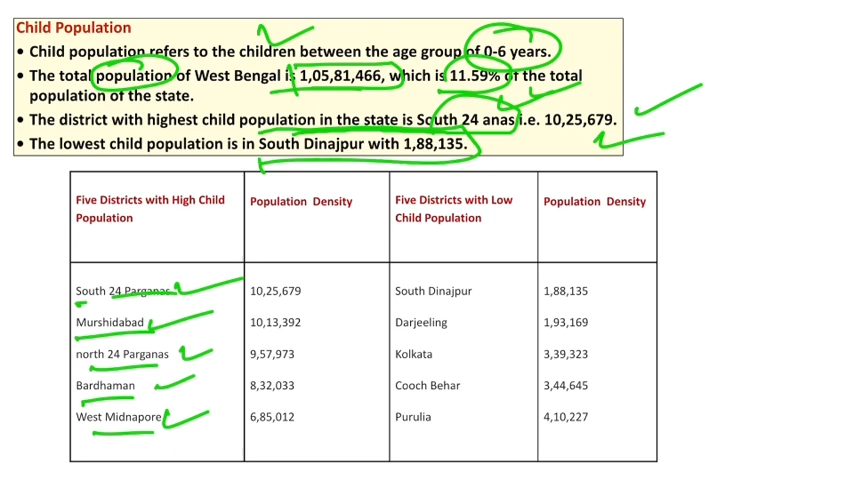 Child Population
• Child population refers to the children between the age group of 0-6 years.
• The total population of West Bengal is 1,05,81,466, which is 11.59% of the total
population of the state.
• The district with highest child population in the state is South 24 anas i.e. 10,25,679.
• The lowest child population is in South Dinajpur with 1,88,135.
Five Districts with High Child Population | Population Density | Five Districts with Low Child Population | Population Density
South 24 Parganas | 10,25,679 | South Dinajpur | 1,88,135
Murshidabad | 10,13,392 | Darjeeling | 1,93,169
north 24 Parganas | 9,57,973 | Kolkata | 3,39,323
Bardhaman | 8,32,033 | Cooch Behar | 3,44,645
West Midnapore | 6,85,012 | Purulia | 4,10,227